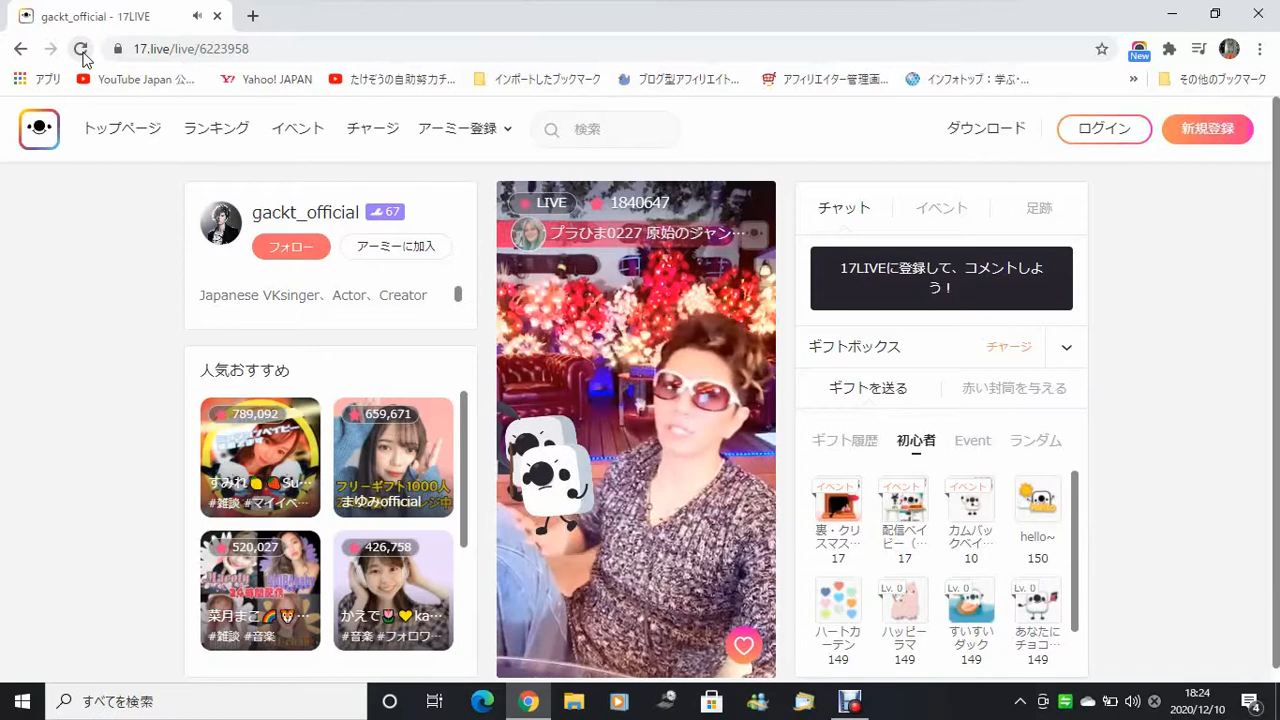 gackt_official - 17LIVE
17.live/live/6223958
New
アプリ YouTube Japan 公... Yahoo! JAPAN たけぞうの自助努カチ... インポートしたブックマーク ブログ型アフィリエイト... アフィリエイター管理画... インフォトップ：学ぶ・... » その他のブックマーク
トップページ ランキング イベント チャージ アーミー登録 検索 ダウンロード ログイン 新規登録
gackt_official 67
フォロー アーミーに加入
Japanese VKsinger、Actor、Creator
人気おすすめ
789,092
すみれ
#雑談 #マイイベ...
659,671
フリーギフト1000人
まゆみofficial
520,027
24時間配信
菜月まこ
#雑談 #音楽
426,758
かえで ka...
#音楽 #フォロワ...
LIVE 1840647
プラひま0227 原始のジャン...
チャット イベント 足跡
17LIVEに登録して、コメントしよ
う！
ギフトボックス チャージ
ギフトを送る 赤い封筒を与える
ギフト履歴 初心者 Event ランダム
イベント イベント イベント
裏・クリ
スマス...
17
配信ベイ
ビー（...
17
カムバッ
クベイ...
10
hello~
150
Lv. 0 Lv. 0 Lv. 0
ハートカ
ーテン
149
ハッピー
ラマ
149
すいすい
ダック
149
あなたに
チョコ...
149
すべてを検索
18:24
2020/12/10
4